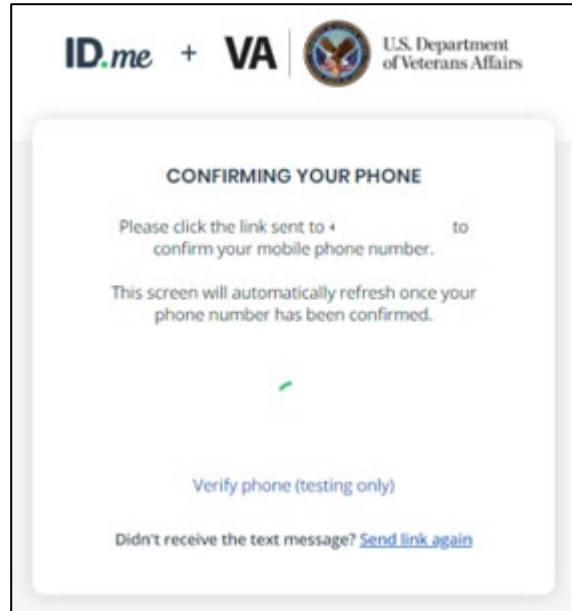 ID.me + VA U.S. Department
of Veterans Affairs
CONFIRMING YOUR PHONE
Please click the link sent to to
confirm your mobile phone number.
This screen will automatically refresh once your
phone number has been confirmed.
Verify phone (testing only)
Didn't receive the text message? Send link again